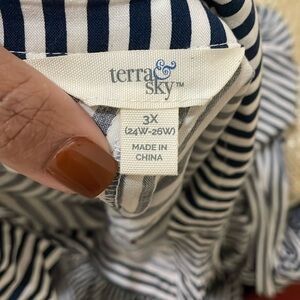 terra &
sky™
3X
(24W-26W)
MADE IN
CHINA